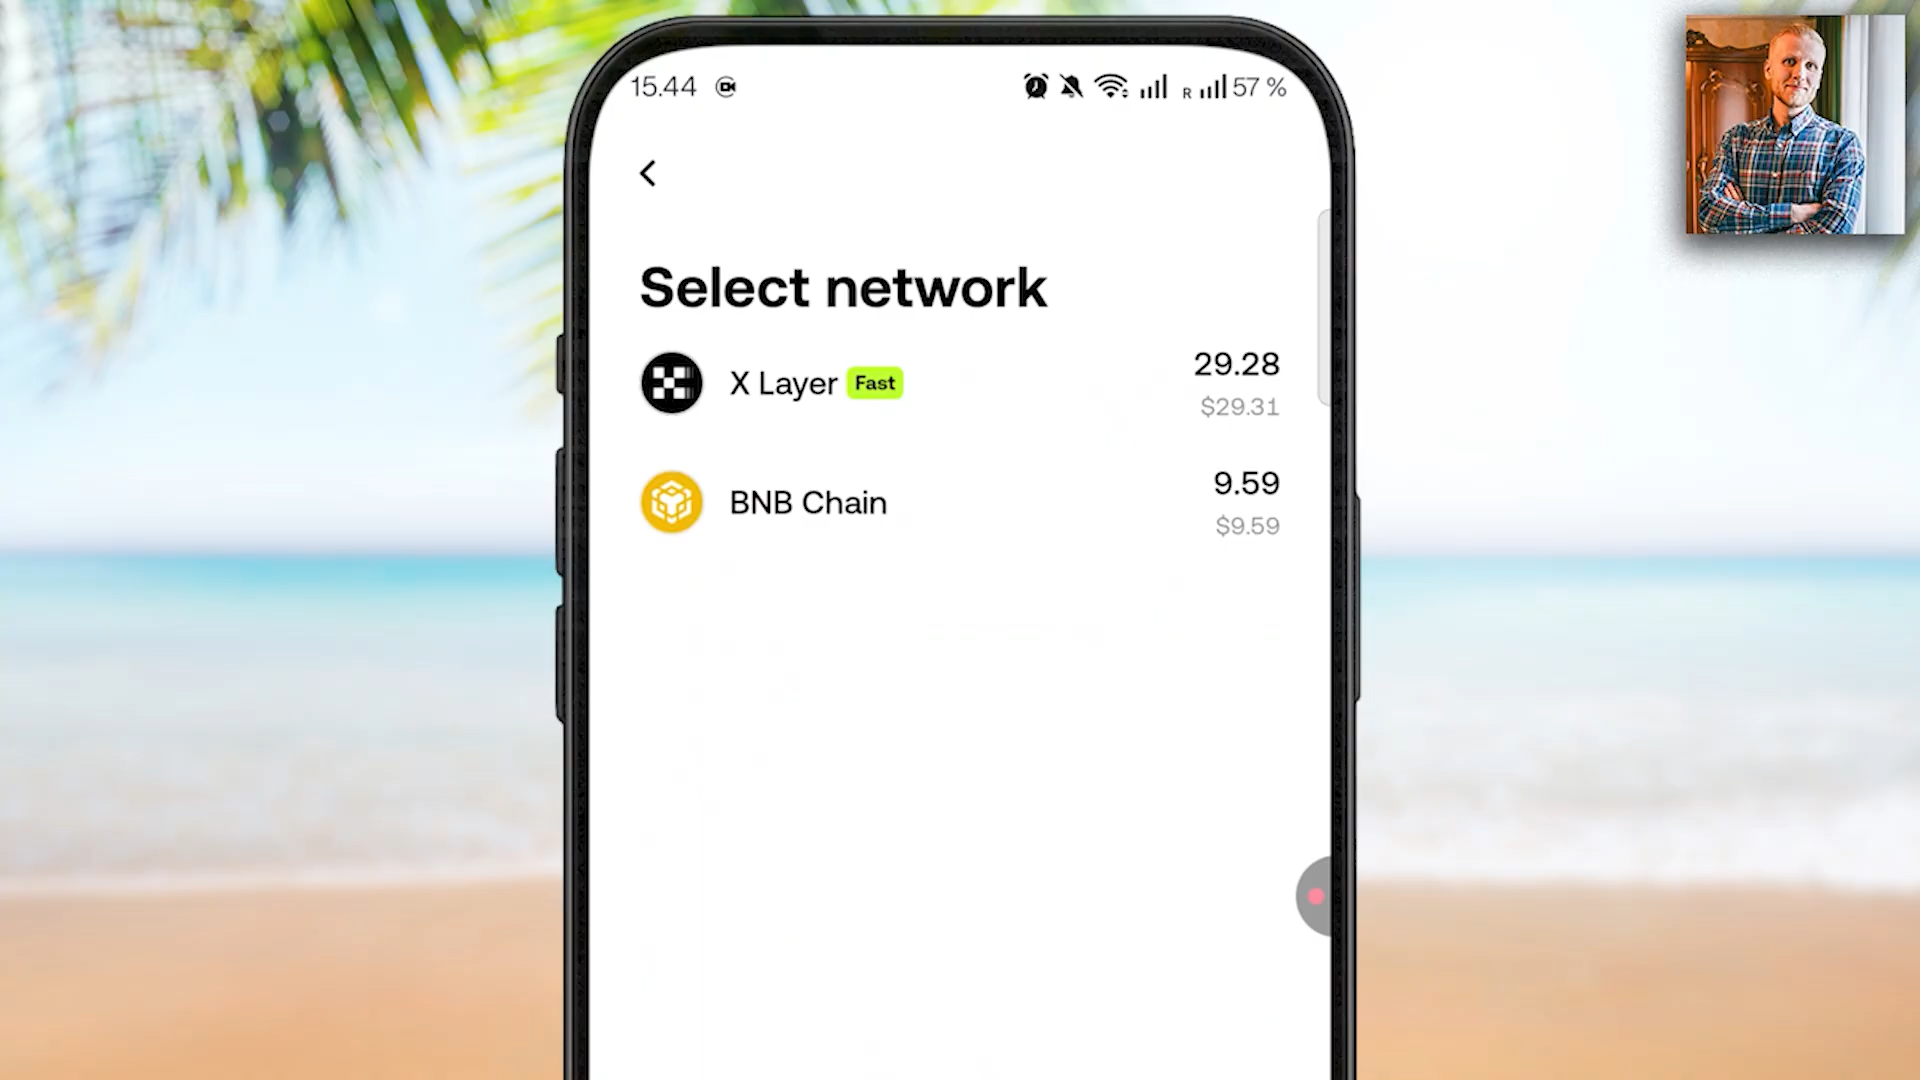 15.44
R 57 %
Select network
X Layer Fast
29.28
$29.31
BNB Chain
9.59
$9.59